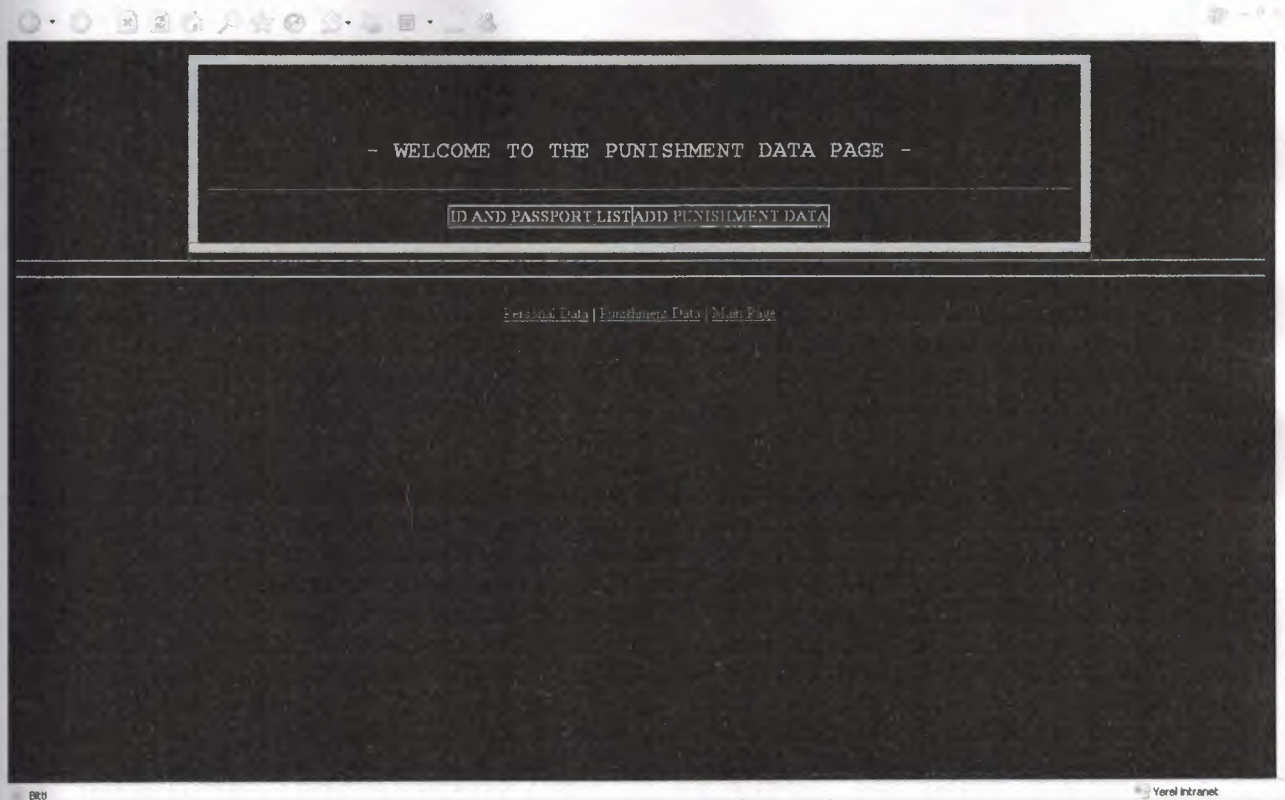 - WELCOME TO THE PUNISHMENT DATA PAGE -
ID AND PASSPORT LIST ADD PUNISHMENT DATA
Personal Data | Punishment Data | Main Page
Bitti
Yerel intranet